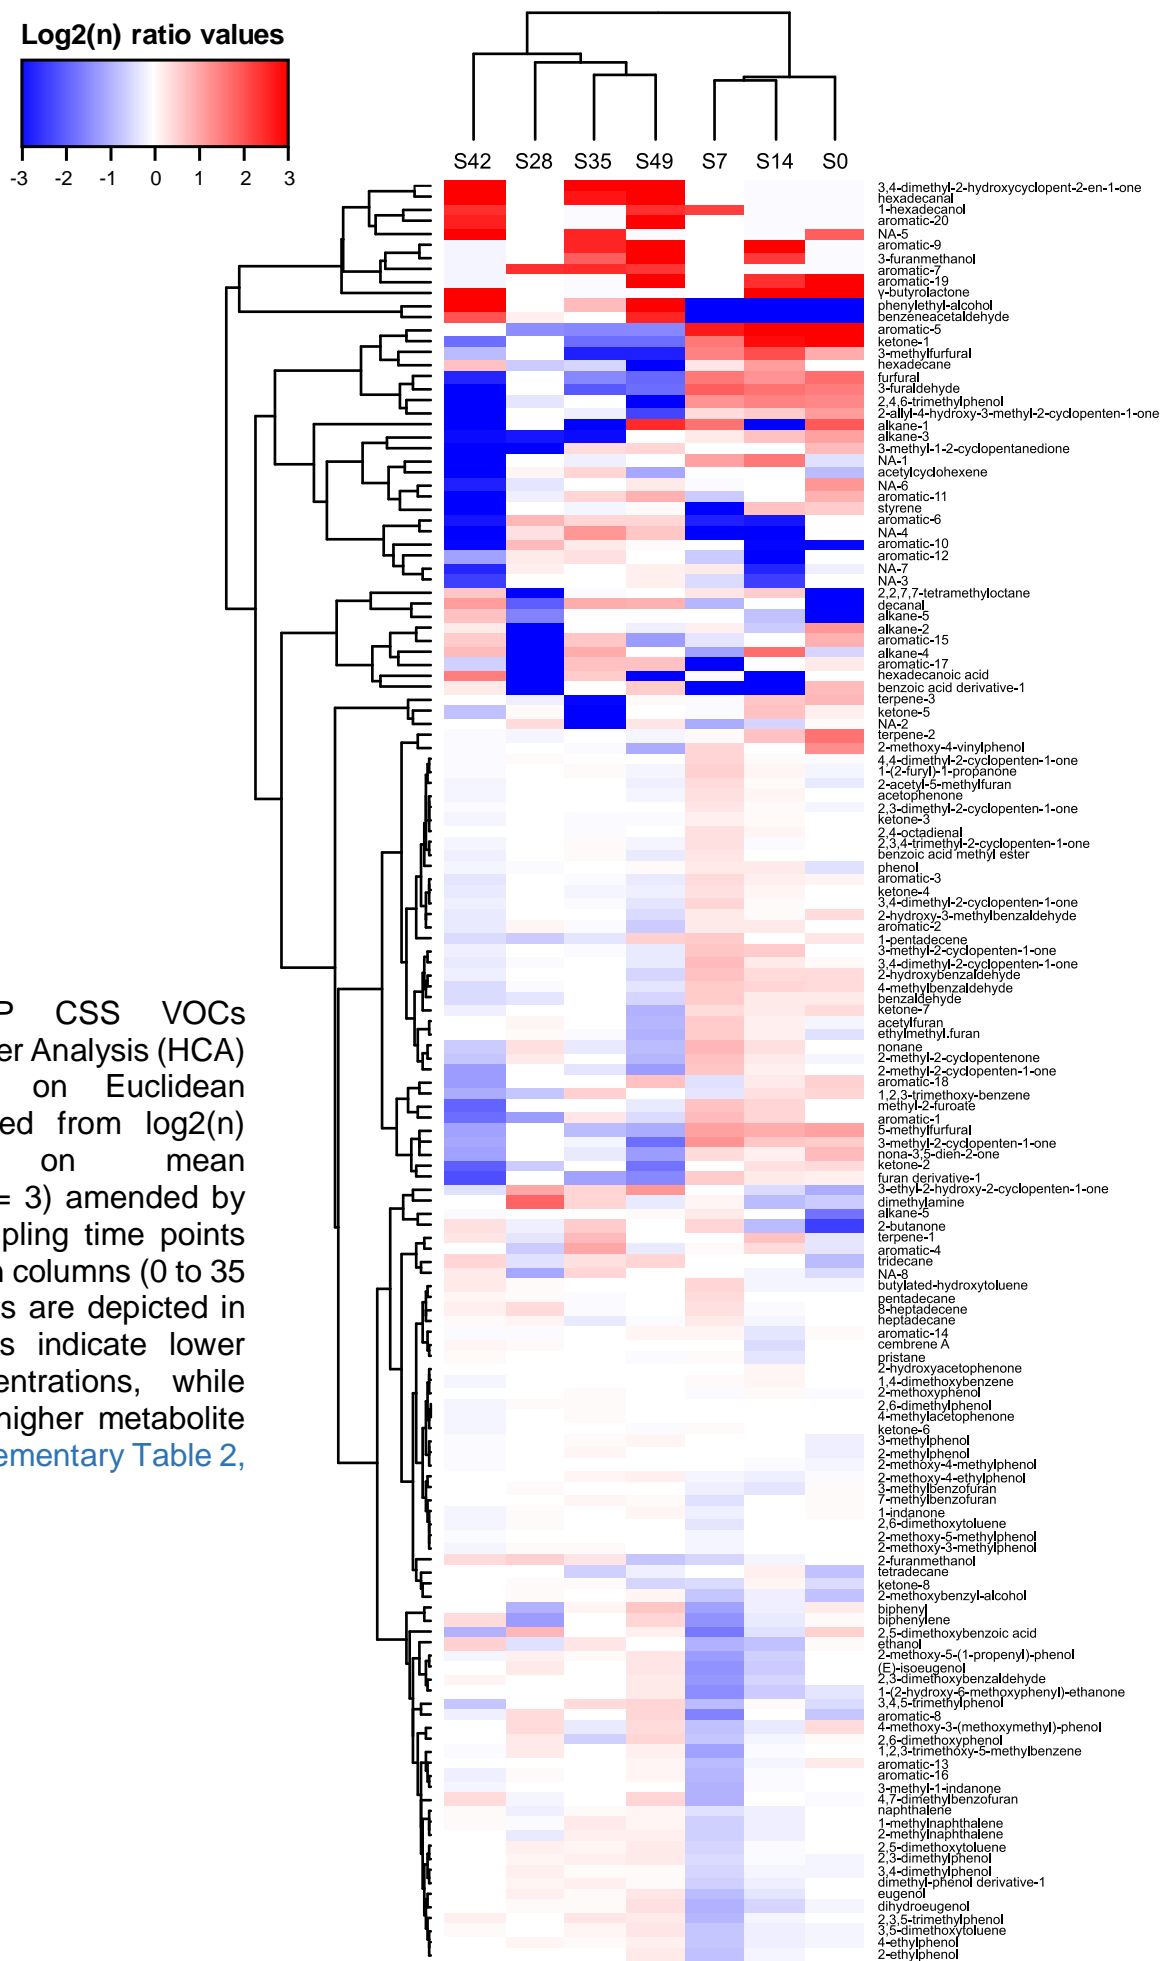 Log2(n) ratio values
-3 -2 -1 0 1 2 3
S42 S28 S35 S49 S7 S14 S0
3,4-dimethyl-2-hydroxycyclopent-2-en-1-one
hexadecanal
1-hexadecanol
aromatic-20
NA-5
aromatic-9
3-furanmethanol
aromatic-7
aromatic-19
γ-butyrolactone
phenylethyl-alcohol
benzeneacetaldehyde
aromatic-5
ketone-1
3-methylfurfural
hexadecane
furfural
3-furaldehyde
2,4,6-trimethylphenol
2-allyl-4-hydroxy-3-methyl-2-cyclopenten-1-one
alkane-1
alkane-3
3-methyl-1-2-cyclopentanedione
NA-1
acetylcyclohexene
NA-6
aromatic-11
styrene
aromatic-6
NA-4
aromatic-10
aromatic-12
NA-7
NA-3
2,2,7,7-tetramethyloctane
decanal
alkane-5
alkane-2
aromatic-15
alkane-4
aromatic-17
hexadecanoic acid
benzoic acid derivative-1
terpene-3
ketone-5
NA-2
terpene-2
2-methoxy-4-vinylphenol
4,4-dimethyl-2-cyclopenten-1-one
1-(2-furyl)-1-propanone
2-acetyl-5-methylfuran
acetophenone
2,3-dimethyl-2-cyclopenten-1-one
ketone-3
2,4-octadienal
2,3,4-trimethyl-2-cyclopenten-1-one
benzoic acid methyl ester
phenol
aromatic-3
ketone-4
3,4-dimethyl-2-cyclopenten-1-one
2-hydroxy-3-methylbenzaldehyde
aromatic-2
1-pentadecene
3-methyl-2-cyclopenten-1-one
3,4-dimethyl-2-cyclopenten-1-one
2-hydroxybenzaldehyde
4-methylbenzaldehyde
benzaldehyde
ketone-7
acetylfuran
ethylmethyl.furan
nonane
2-methyl-2-cyclopentenone
2-methyl-2-cyclopenten-1-one
aromatic-18
1,2,3-trimethoxy-benzene
methyl-2-furoate
aromatic-1
5-methylfurfural
3-methyl-2-cyclopenten-1-one
nona-3,5-dien-2-one
ketone-2
furan derivative-1
3-ethyl-2-hydroxy-2-cyclopenten-1-one
dimethylamine
alkane-5
2-butanone
terpene-1
aromatic-4
tridecane
NA-8
butylated-hydroxytoluene
pentadecane
8-heptadecene
heptadecane
aromatic-14
cembrene A
pristane
2-hydroxyacetophenone
1,4-dimethoxybenzene
2-methoxyphenol
2,6-dimethylphenol
4-methylacetophenone
ketone-6
3-methylphenol
2-methylphenol
2-methoxy-4-methylphenol
2-methoxy-4-ethylphenol
3-methylbenzofuran
7-methylbenzofuran
1-indanone
2,6-dimethoxytoluene
2-methoxy-5-methylphenol
2-methoxy-3-methylphenol
2-furanmethanol
tetradecane
ketone-8
2-methoxybenzyl-alcohol
biphenyl
biphenylene
2,5-dimethoxybenzoic acid
ethanol
2-methoxy-5-(1-propenyl)-phenol
(E)-isoeugenol
2,3-dimethoxybenzaldehyde
1-(2-hydroxy-6-methoxyphenyl)-ethanone
3,4,5-trimethylphenol
aromatic-8
4-methoxy-3-(methoxymethyl)-phenol
2,6-dimethoxyphenol
1,2,3-trimethoxy-5-methylbenzene
aromatic-13
aromatic-16
3-methyl-1-indanone
4,7-dimethylbenzofuran
naphthalene
1-methylnaphthalene
2-methylnaphthalene
2,5-dimethoxytoluene
2,3-dimethylphenol
3,4-dimethylphenol
dimethyl-phenol derivative-1
eugenol
dihydroeugenol
2,3,5-trimethylphenol
3,5-dimethoxytoluene
4-ethylphenol
2-ethylphenol
P CSS VOCs
er Analysis (HCA)
on Euclidean
ed from log2(n)
on mean
= 3) amended by
pling time points
n columns (0 to 35
s are depicted in
s indicate lower
entrations, while
higher metabolite
ementary Table 2,